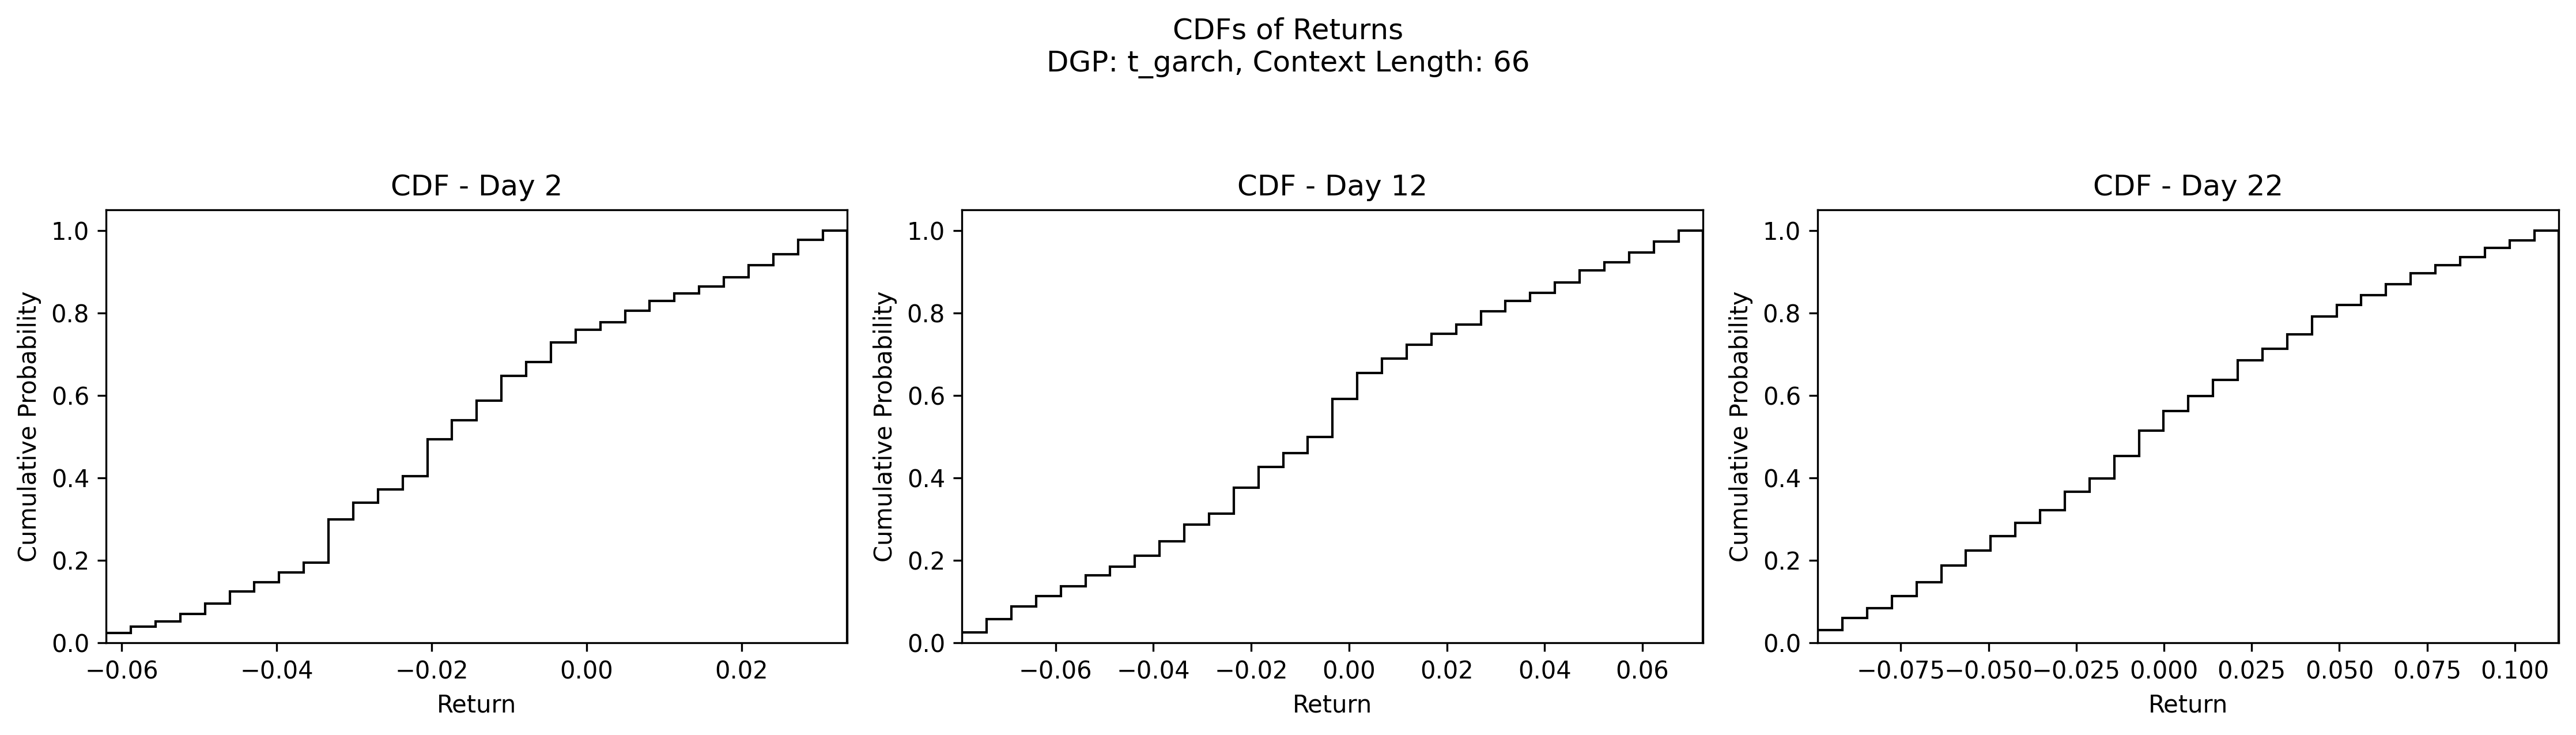 CDFs of Returns
DGP: t_garch, Context Length: 66
CDF - Day 2
Cumulative Probability
1.0
0.8
0.6
0.4
0.2
0.0
−0.06 −0.04 −0.02 0.00 0.02
Return
CDF - Day 12
Cumulative Probability
1.0
0.8
0.6
0.4
0.2
0.0
−0.06 −0.04 −0.02 0.00 0.02 0.04 0.06
Return
CDF - Day 22
Cumulative Probability
1.0
0.8
0.6
0.4
0.2
0.0
−0.075 −0.050 −0.025 0.000 0.025 0.050 0.075 0.100
Return